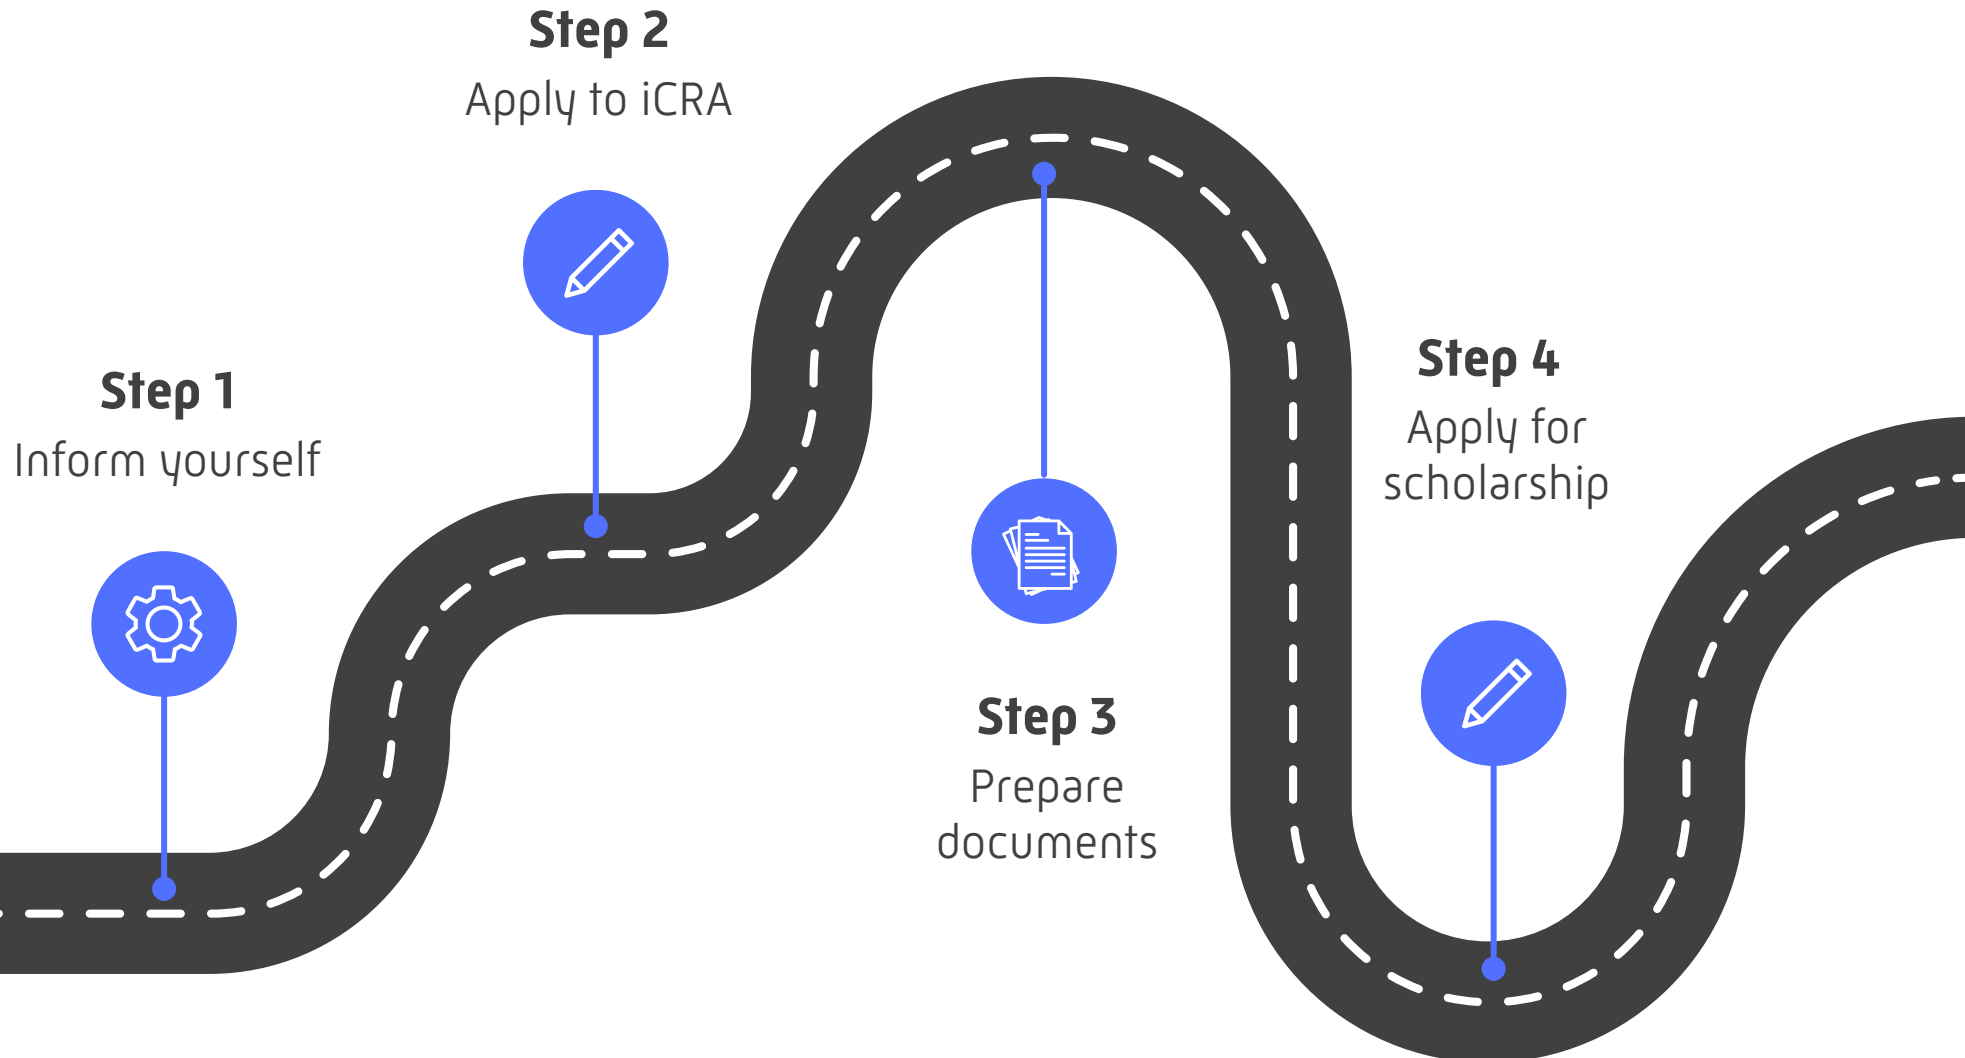 Step 1
Inform yourself
Step 2
Apply to iCRA
Step 3
Prepare
documents
Step 4
Apply for
scholarship